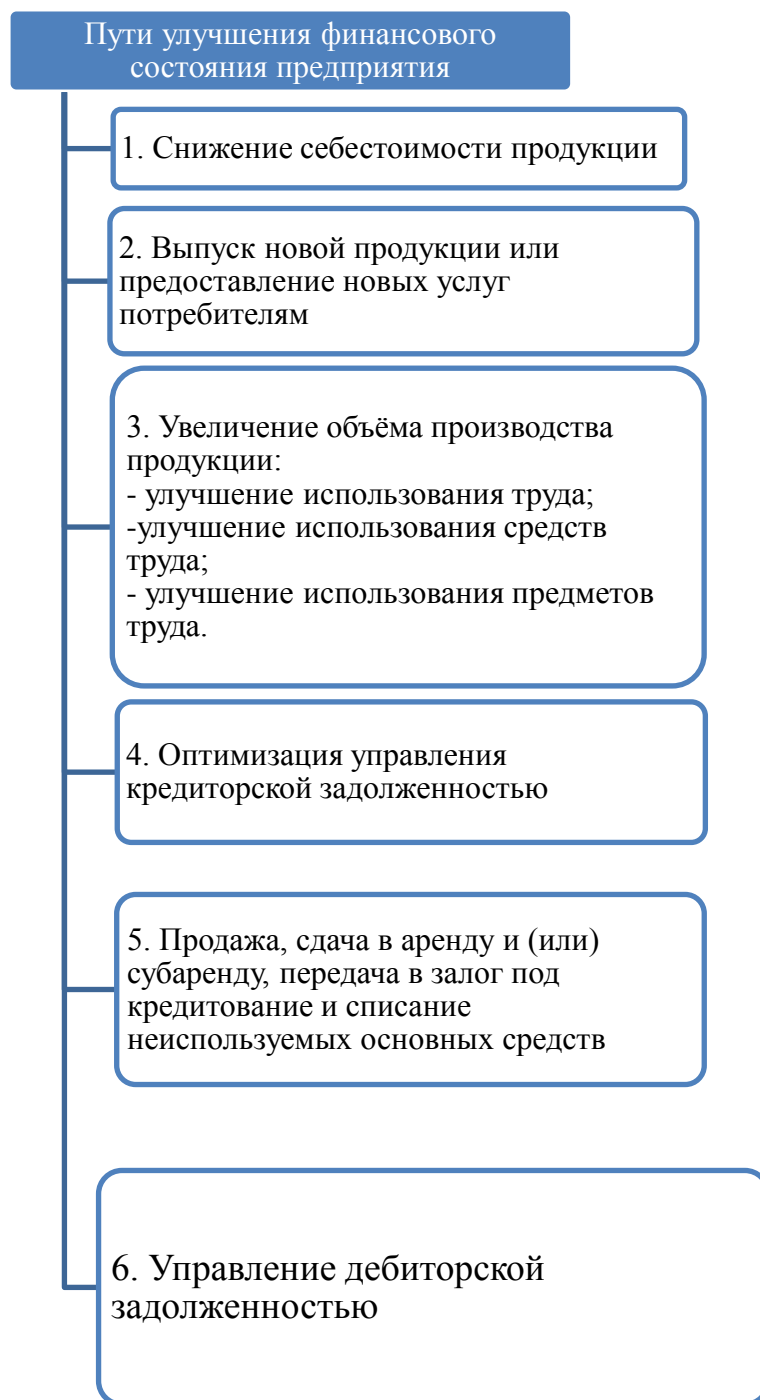 Пути улучшения финансового
состояния предприятия
1. Снижение себестоимости продукции
2. Выпуск новой продукции или
предоставление новых услуг
потребителям
3. Увеличение объёма производства
продукции:
- улучшение использования труда;
-улучшение использования средств
труда;
- улучшение использования предметов
труда.
4. Оптимизация управления
кредиторской задолженностью
5. Продажа, сдача в аренду и (или)
субаренду, передача в залог под
кредитование и списание
неиспользуемых основных средств
6. Управление дебиторской
задолженностью